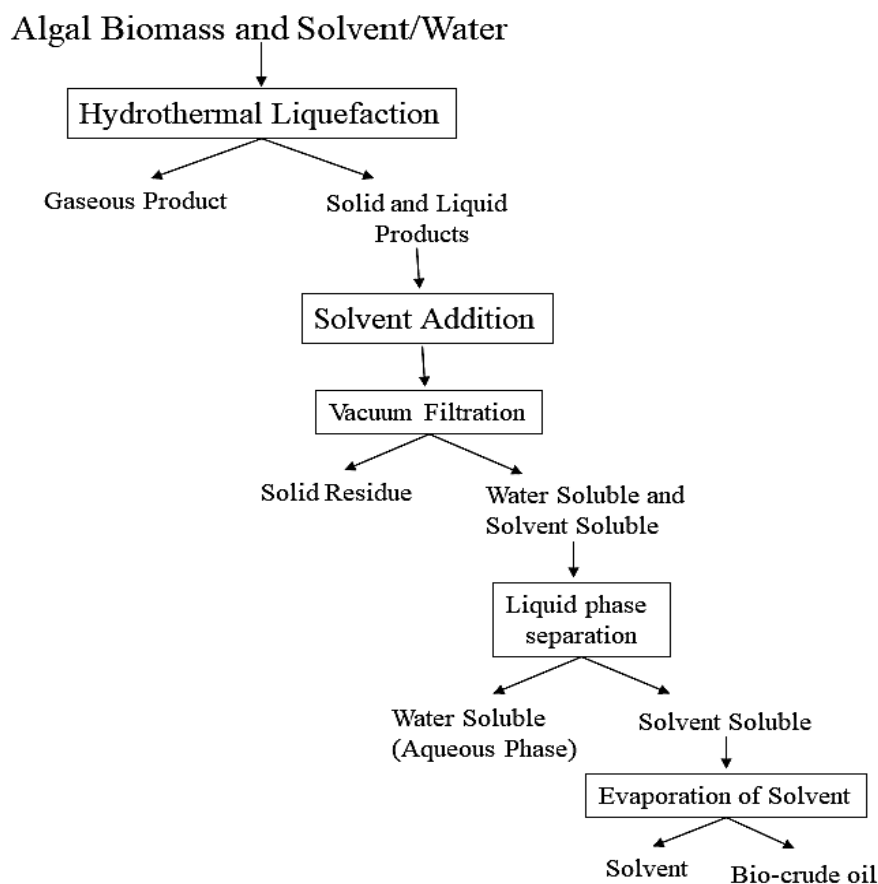 Algal Biomass and Solvent/Water
Hydrothermal Liquefaction
Gaseous Product
Solid and Liquid
Products
Solvent Addition
Vacuum Filtration
Solid Residue
Water Soluble and
Solvent Soluble
Liquid phase
separation
Water Soluble
(Aqueous Phase)
Solvent Soluble
Evaporation of Solvent
Solvent
Bio-crude oil